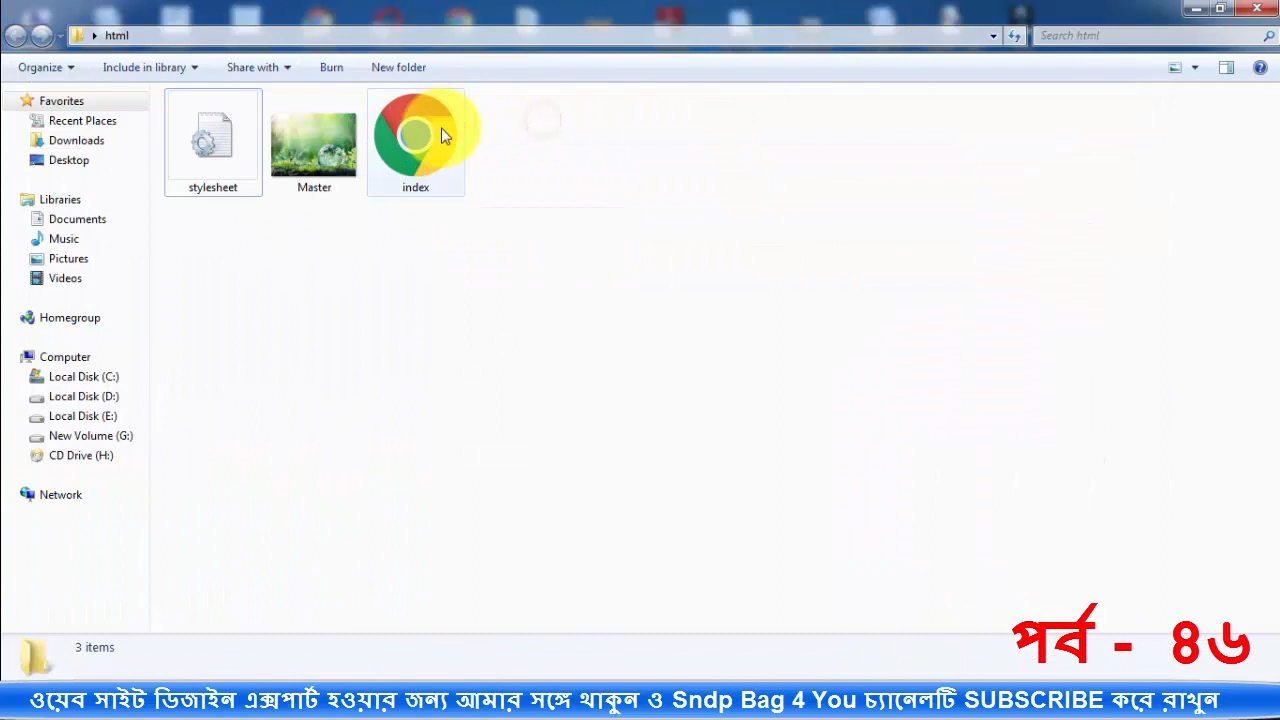 html
Search html
Organize
Include in library
Share with
Burn
New folder
Favorites
Recent Places
Downloads
Desktop
Libraries
Documents
Music
Pictures
Videos
Homegroup
Computer
Local Disk (C:)
Local Disk (D:)
Local Disk (E:)
New Volume (G:)
CD Drive (H:)
Network
stylesheet
Master
index
3 items
পর্ব - ৪৬
ওয়েব সাইট ডিজাইন এক্সপার্ট হওয়ার জন্য আমার সঙ্গে থাকুন ও Sndp Bag 4 You চ্যানেলটি SUBSCRIBE করে রাখুন